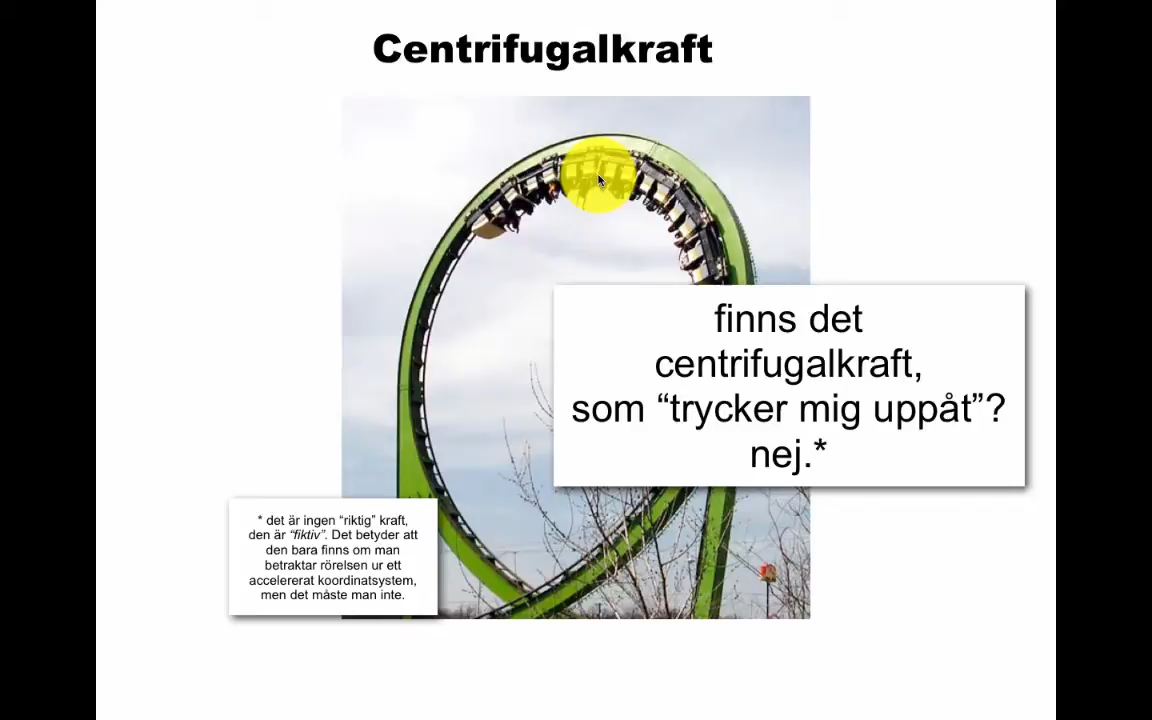 Centrifugalkraft
finns det
centrifugalkraft,
som “trycker mig uppåt”?
nej.*
* det är ingen “riktig” kraft,
den är “fiktiv”. Det betyder att
den bara finns om man
betraktar rörelsen ur ett
accelererat koordinatsystem,
men det måste man inte.